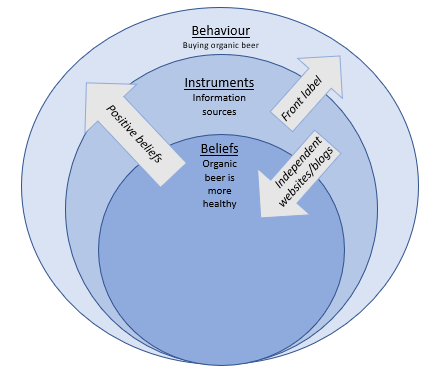 Behaviour
Buying organic beer
Instruments
Information
sources
Front label
Positive beliefs
Beliefs
Organic
beer is
more
healthy
Independent
websites/blogs